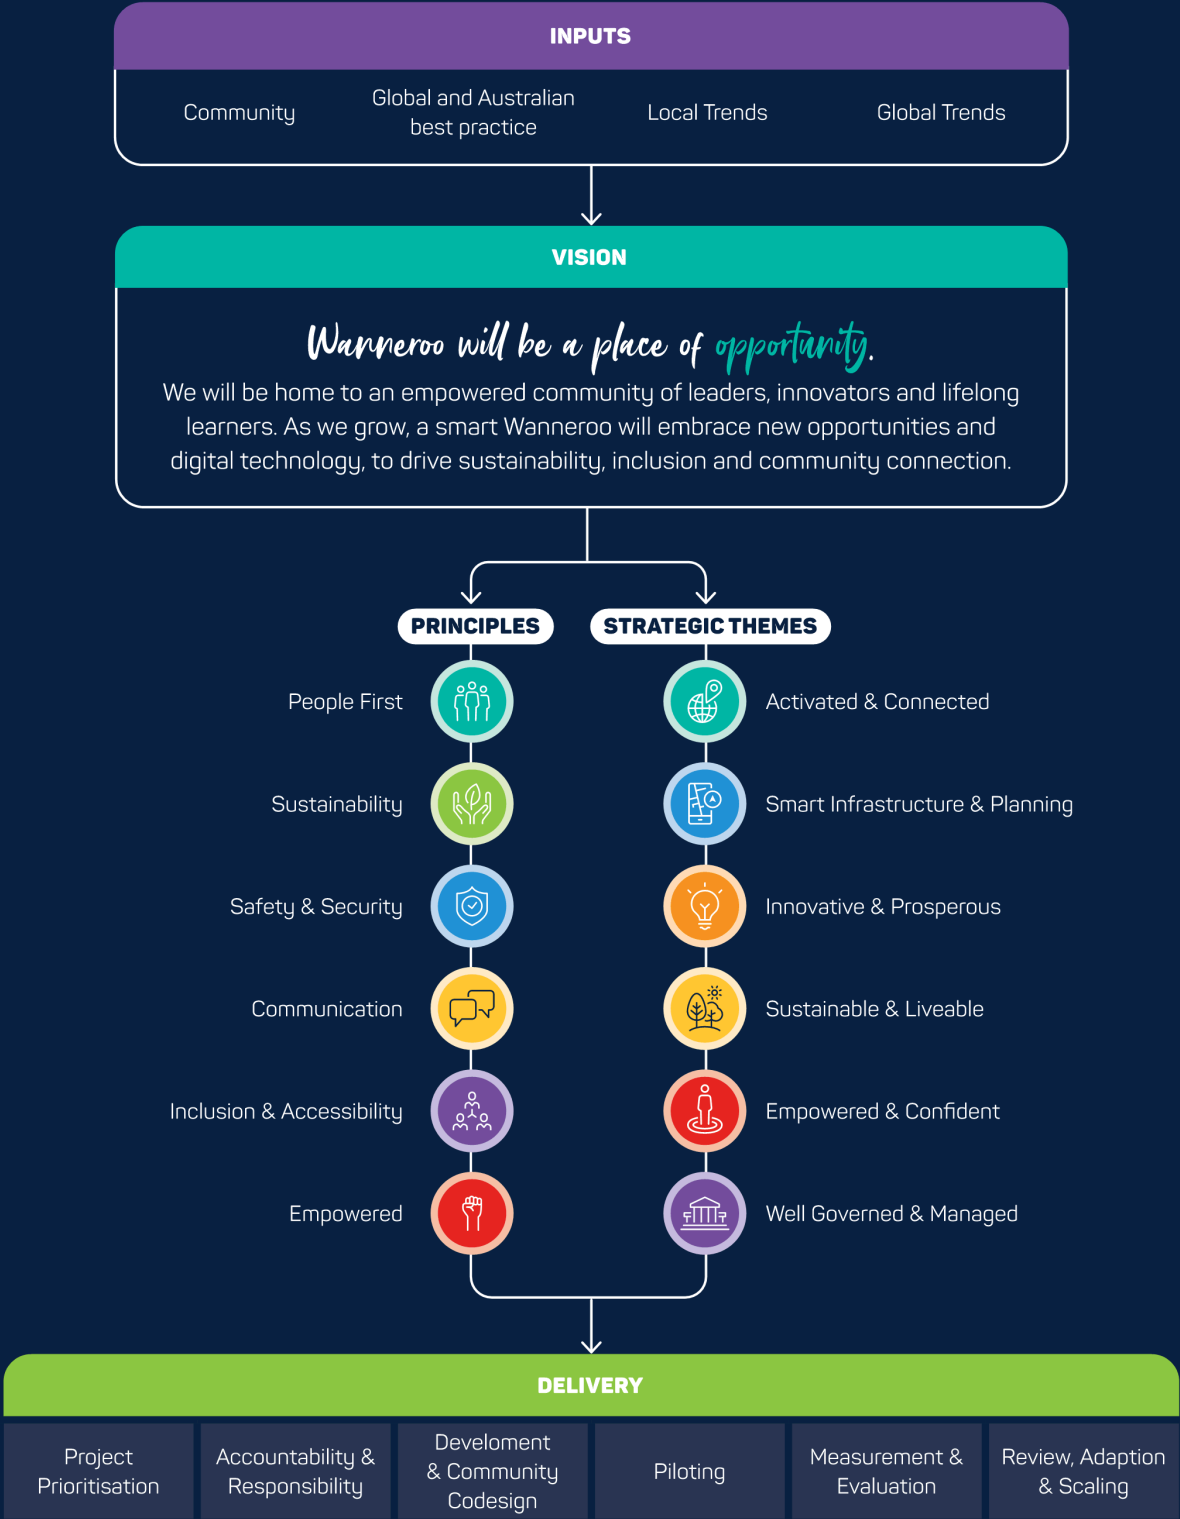 INPUTS
Community
Global and Australian
best practice
Local Trends
Global Trends
VISION
Wanneroo will be a place of opportunity.
We will be home to an empowered community of leaders, innovators and lifelong
learners. As we grow, a smart Wanneroo will embrace new opportunities and
digital technology, to drive sustainability, inclusion and community connection.
PRINCIPLES
People First
Sustainability
Safety & Security
Communication
Inclusion & Accessibility
Empowered
STRATEGIC THEMES
Activated & Connected
Smart Infrastructure & Planning
Innovative & Prosperous
Sustainable & Liveable
Empowered & Confident
Well Governed & Managed
DELIVERY
Project
Prioritisation
Accountability &
Responsibility
Develoment
& Community
Codesign
Piloting
Measurement &
Evaluation
Review, Adaption
& Scaling